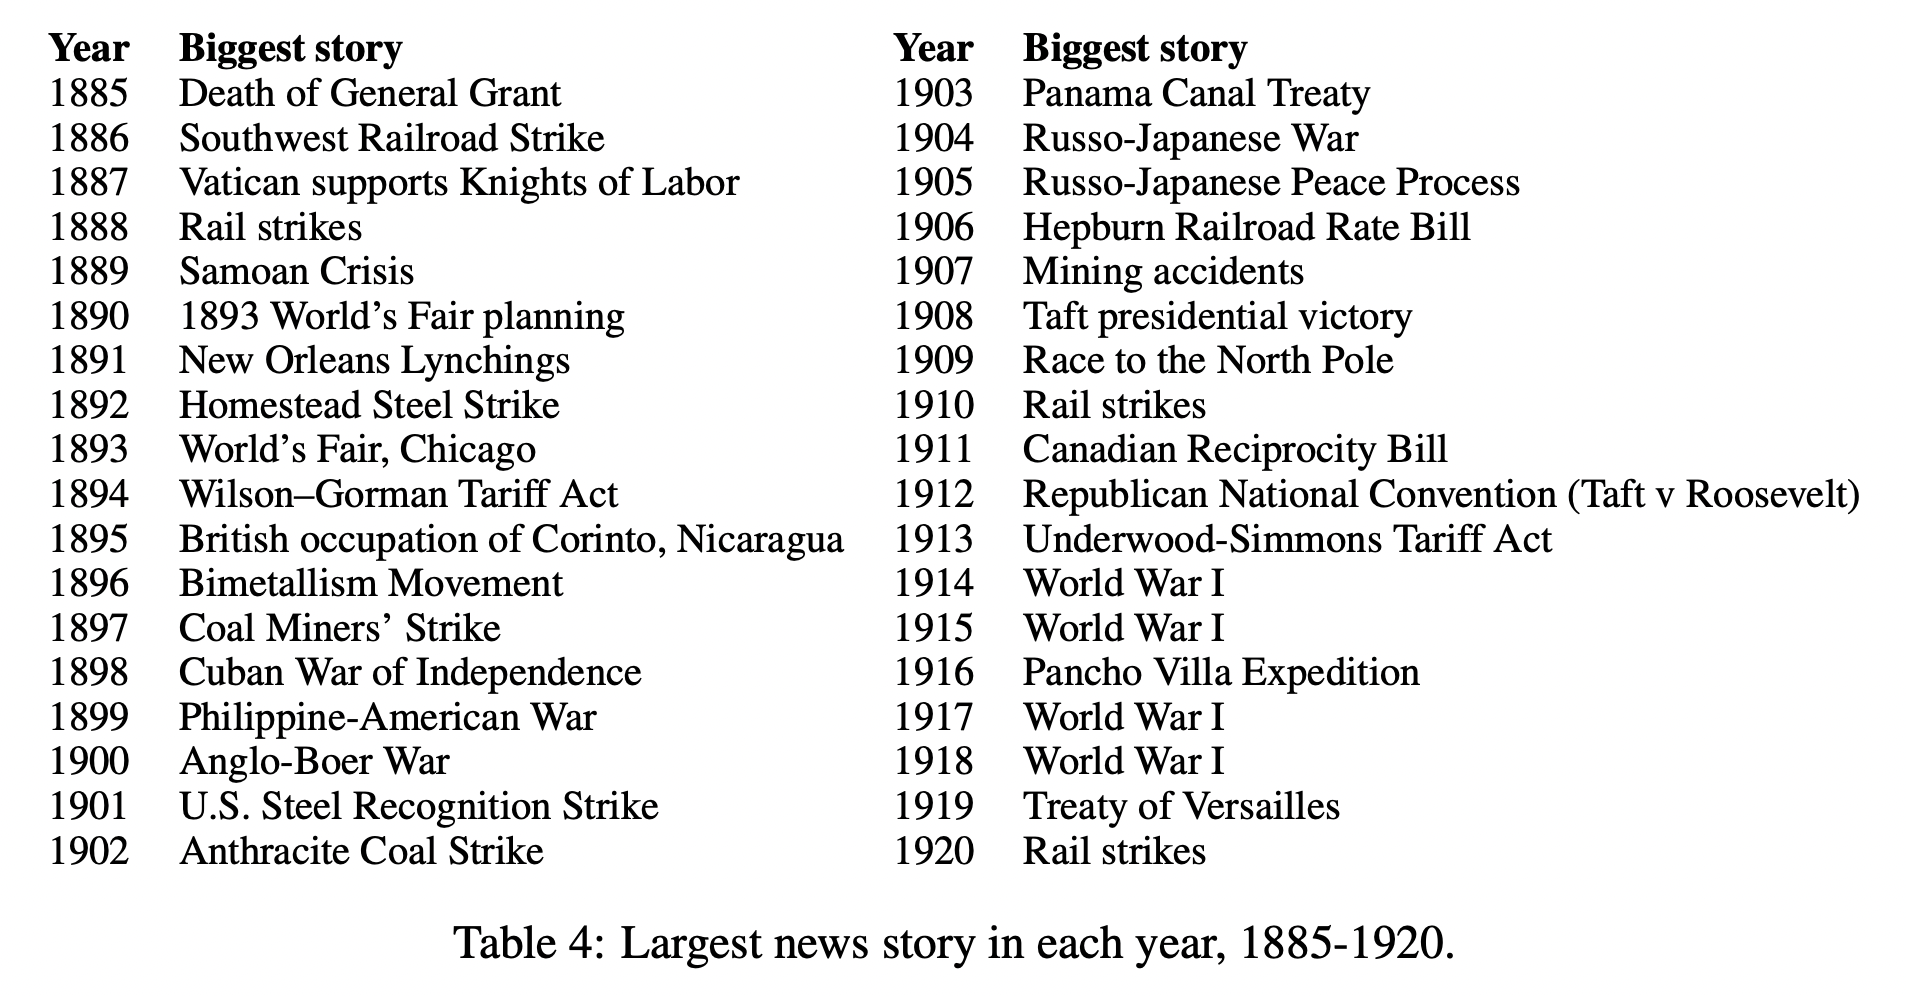 Year Biggest story Year Biggest story
1885 Death of General Grant 1903 Panama Canal Treaty
1886 Southwest Railroad Strike 1904 Russo-Japanese War
1887 Vatican supports Knights of Labor 1905 Russo-Japanese Peace Process
1888 Rail strikes 1906 Hepburn Railroad Rate Bill
1889 Samoan Crisis 1907 Mining accidents
1890 1893 World’s Fair planning 1908 Taft presidential victory
1891 New Orleans Lynchings 1909 Race to the North Pole
1892 Homestead Steel Strike 1910 Rail strikes
1893 World’s Fair, Chicago 1911 Canadian Reciprocity Bill
1894 Wilson–Gorman Tariff Act 1912 Republican National Convention (Taft v Roosevelt)
1895 British occupation of Corinto, Nicaragua 1913 Underwood-Simmons Tariff Act
1896 Bimetallism Movement 1914 World War I
1897 Coal Miners’ Strike 1915 World War I
1898 Cuban War of Independence 1916 Pancho Villa Expedition
1899 Philippine-American War 1917 World War I
1900 Anglo-Boer War 1918 World War I
1901 U.S. Steel Recognition Strike 1919 Treaty of Versailles
1902 Anthracite Coal Strike 1920 Rail strikes
Table 4: Largest news story in each year, 1885-1920.